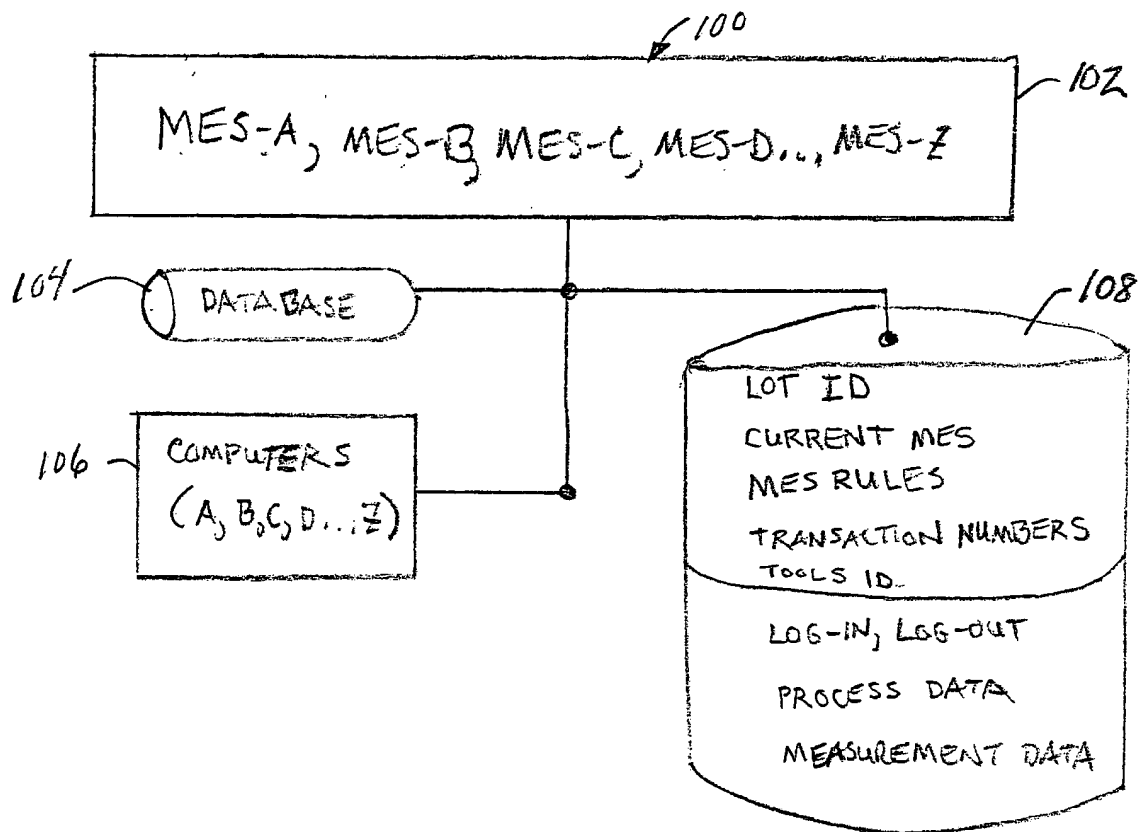 100
102
MES-A, MES-B, MES-C, MES-D..., MES-Z
104
DATABASE
108
106
COMPUTERS
(A, B, C, D...Z)
LOT ID
CURRENT MES
MES RULES
TRANSACTION NUMBERS
TOOLS ID
LOG-IN, LOG-OUT
PROCESS DATA
MEASUREMENT DATA